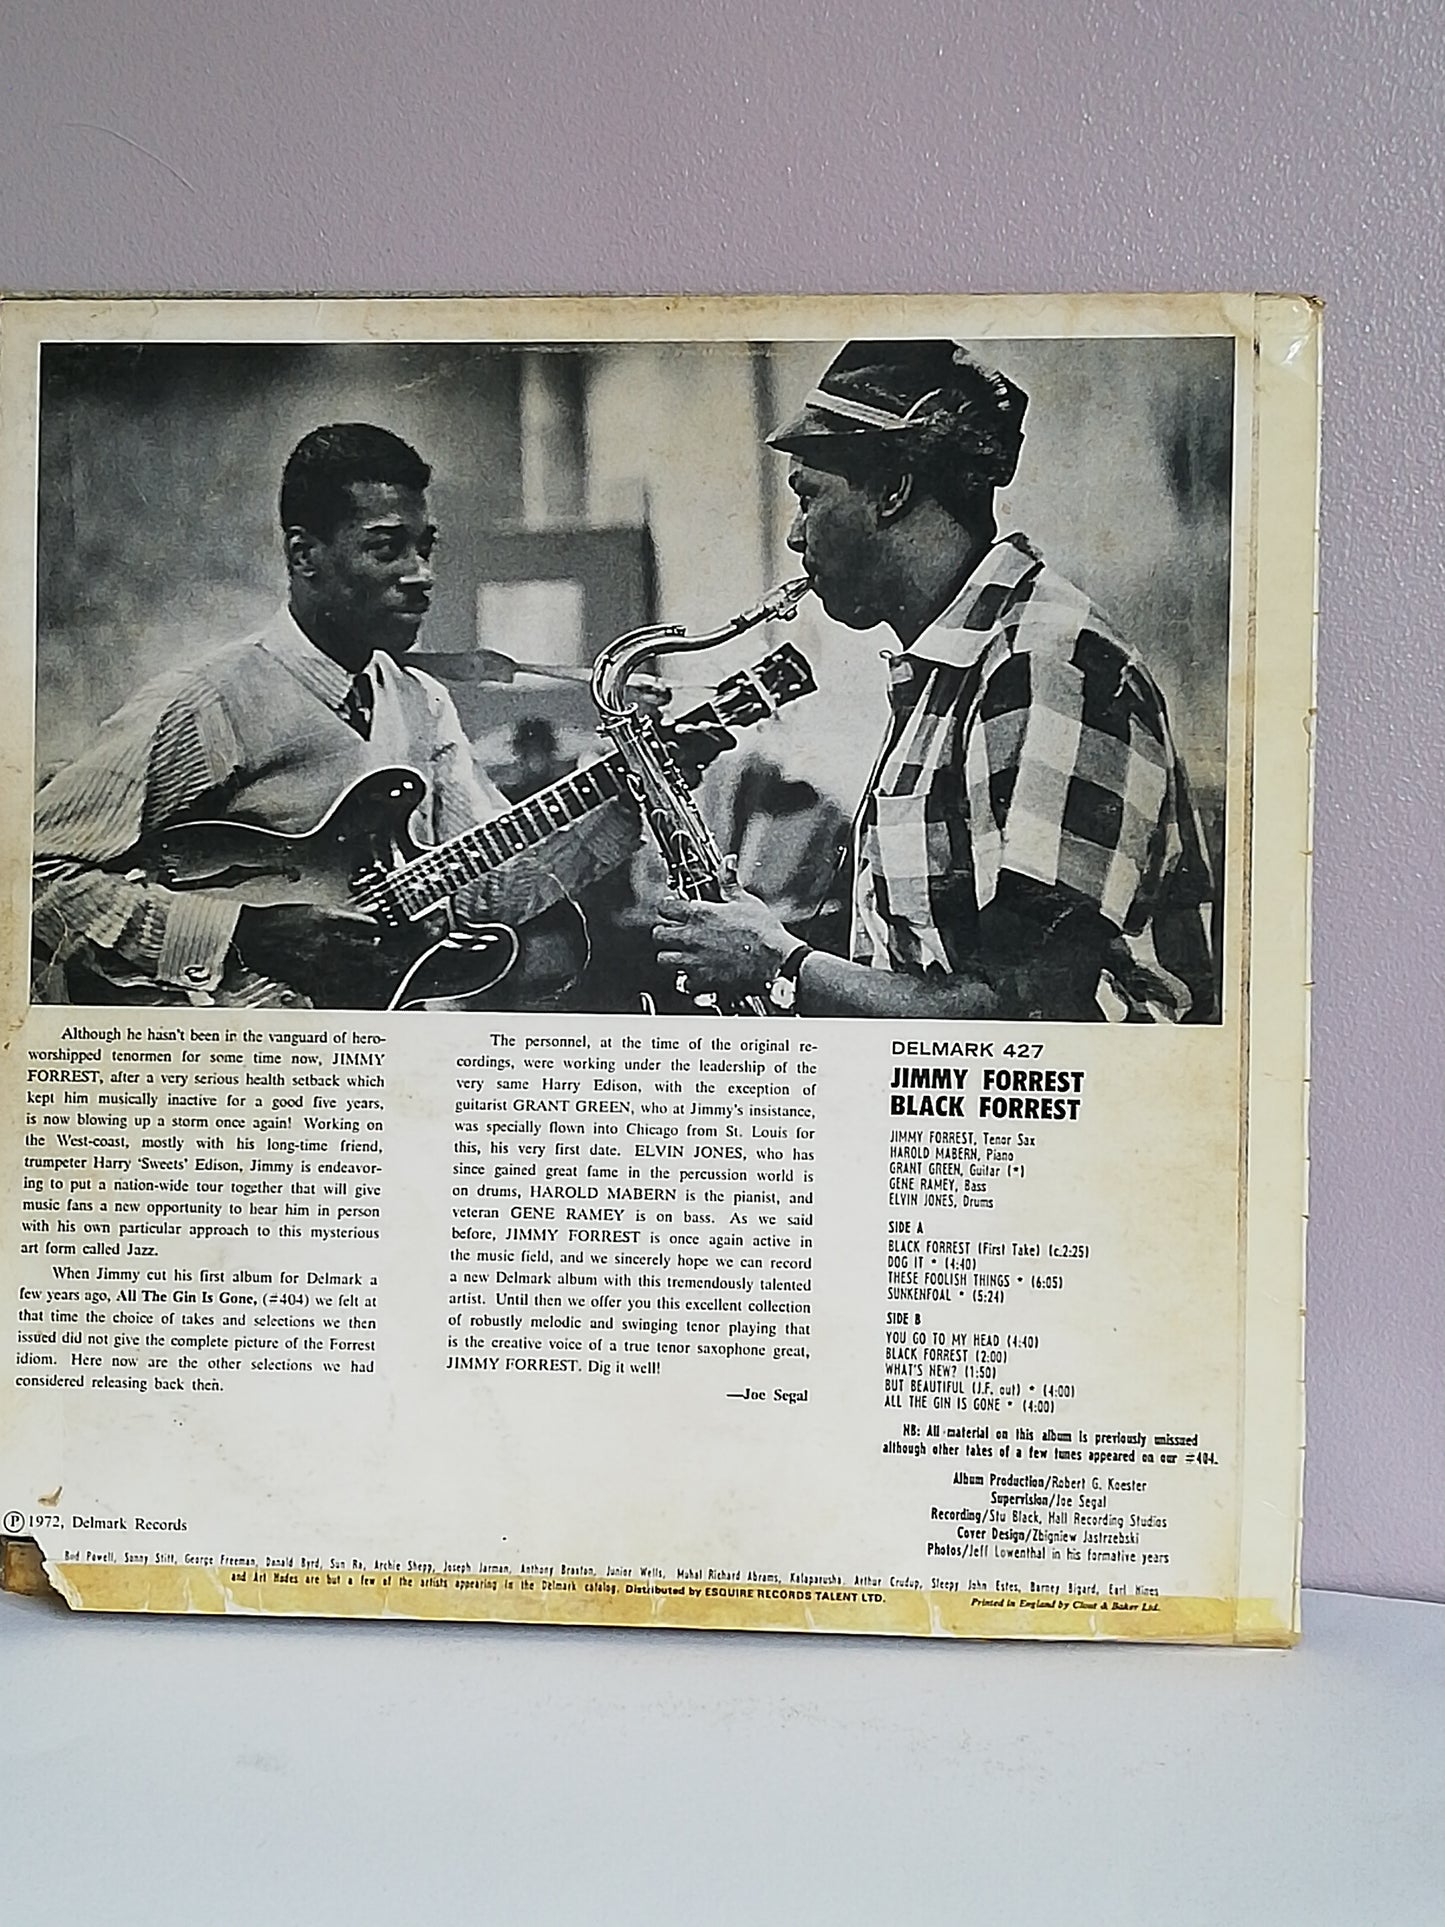 Although he hasn't been in the vanguard of hero-
worshipped tenormen for some time now, JIMMY
FORREST, after a very serious health setback which
kept him musically inactive for a good five years,
is now blowing up a storm once again! Working on
the West-coast, mostly with his long-time friend,
trumpeter Harry 'Sweets' Edison, Jimmy is endeavor-
ing to put a nation-wide tour together that will give
music fans a new opportunity to hear him in person
with his own particular approach to this mysterious
art form called Jazz.
When Jimmy cut his first album for Delmark a
few years ago, All The Gin Is Gone, (#404) we felt at
that time the choice of takes and selections we then
issued did not give the complete picture of the Forrest
idiom. Here now are the other selections we had
considered releasing back then.
The personnel, at the time of the original re-
cordings, were working under the leadership of the
very same Harry Edison, with the exception of
guitarist GRANT GREEN, who at Jimmy's insistance,
was specially flown into Chicago from St. Louis for
this, his very first date. ELVIN JONES, who has
since gained great fame in the percussion world is
on drums, HAROLD MABERN is the pianist, and
veteran GENE RAMEY is on bass. As we said
before, JIMMY FORREST is once again active in
the music field, and we sincerely hope we can record
a new Delmark album with this tremendously talented
artist. Until then we offer you this excellent collection
of robustly melodic and swinging tenor playing that
is the creative voice of a true tenor saxophone great,
JIMMY FORREST. Dig it well!
—Joe Segal
DELMARK 427
JIMMY FORREST
BLACK FORREST
JIMMY FORREST, Tenor Sax
HAROLD MABERN, Piano
GRANT GREEN, Guitar (*)
GENE RAMEY, Bass
ELVIN JONES, Drums
SIDE A
BLACK FORREST (First Take) (c.2:25)
DOG IT * (4:40)
THESE FOOLISH THINGS * (6:05)
SUNKENFOAL * (5:24)
SIDE B
YOU GO TO MY HEAD (4:40)
BLACK FORREST (2:00)
WHAT'S NEW? (1:50)
BUT BEAUTIFUL (J.F. out) * (4:00)
ALL THE GIN IS GONE * (4:00)
NB: All material on this album is previously unissued
although other takes of a few tunes appeared on our #404.
Album Production/Robert G. Koester
Supervision/Joe Segal
Recording/Stu Black, Hall Recording Studios
Cover Design/Zbigniew Jastrzebski
Photos/Jeff Lowenthal in his formative years
Ⓟ 1972, Delmark Records
Bud Powell, Sonny Stitt, George Freeman, Donald Byrd, Sun Ra, Archie Shepp, Joseph Jarman, Anthony Braxton, Junior Wells, Muhal Richard Abrams, Kalaparusha, Arthur Crudup, Sleepy John Estes, Barney Bigard, Earl Hines
and Art Hodes are but a few of the artists appearing in the Delmark catalog. Distributed by ESQUIRE RECORDS TALENT LTD.
Printed in England by Clout & Baker Ltd.